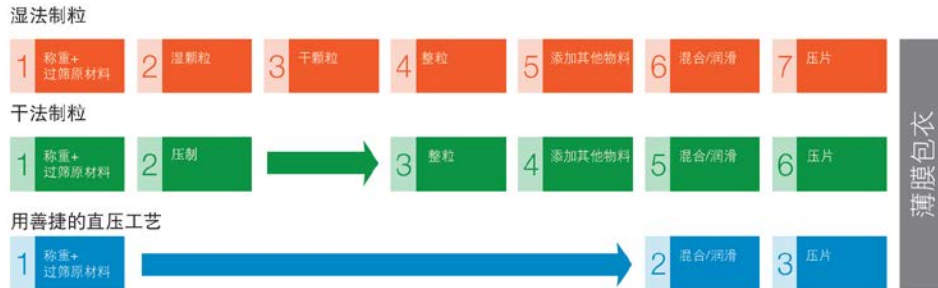 湿法制粒
1 称重+
过筛原材料
2 湿颗粒
3 干颗粒
4 整粒
5 添加其他物料
6 混合/润滑
7 压片
干法制粒
1 称重+
过筛原材料
2 压制
3 整粒
4 添加其他物料
5 混合/润滑
6 压片
用善捷的直压工艺
1 称重+
过筛原材料
2 混合/润滑
3 压片
薄膜包衣